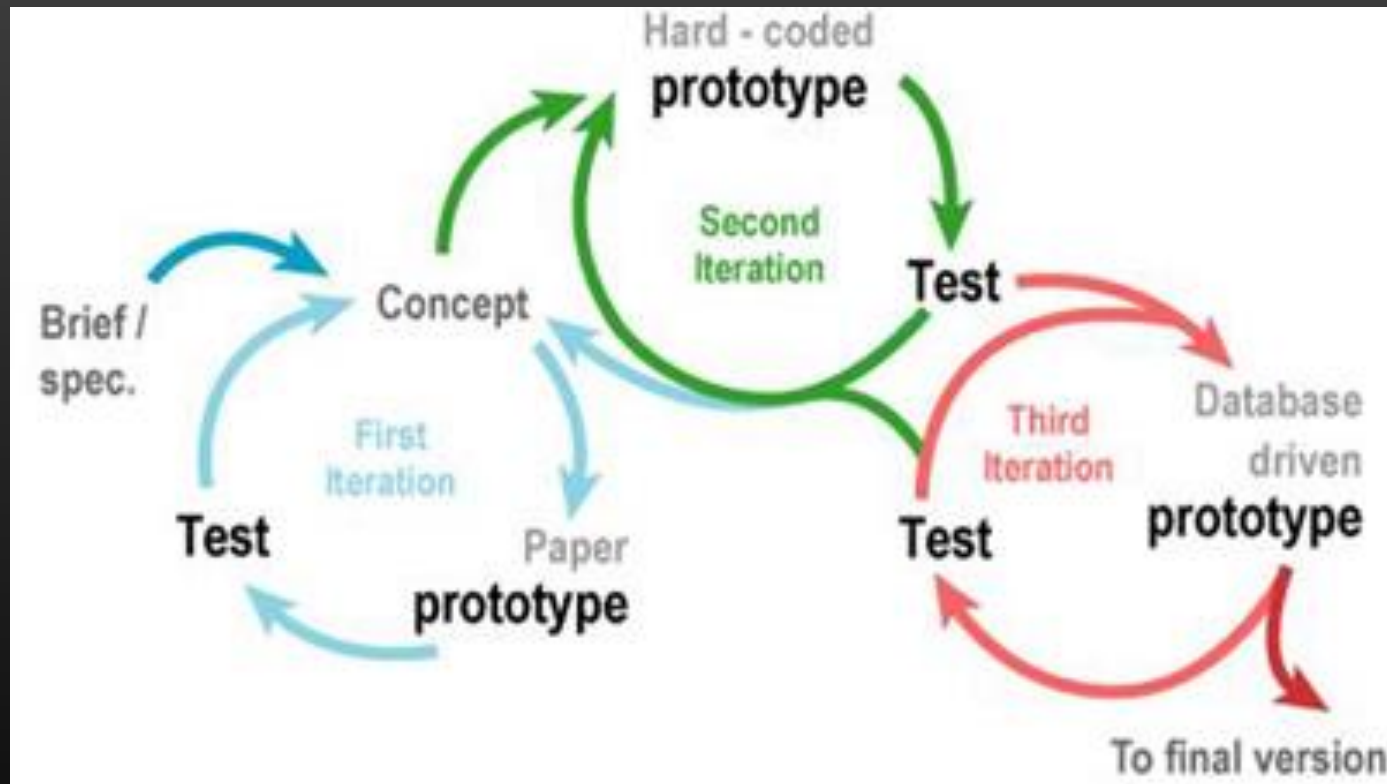 Hard - coded
prototype
Second
Iteration
Test
Brief /
spec.
Concept
First
Iteration
Test
Paper
prototype
Third
Iteration
Database
driven
prototype
Test
To final version